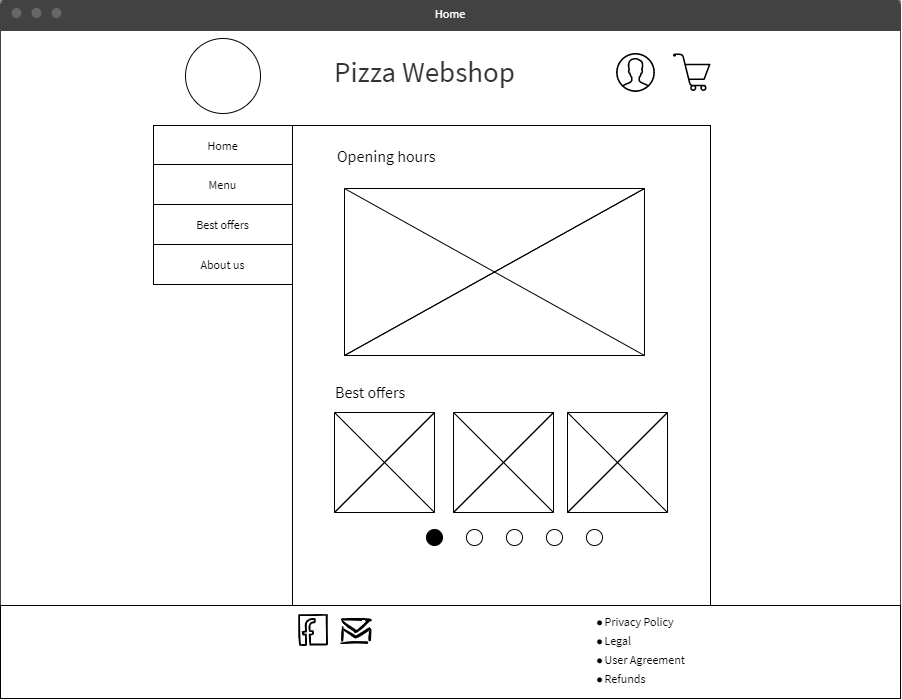 Home
Pizza Webshop
Home
Menu
Best offers
About us
Opening hours
Best offers
Privacy Policy
Legal
User Agreement
Refunds